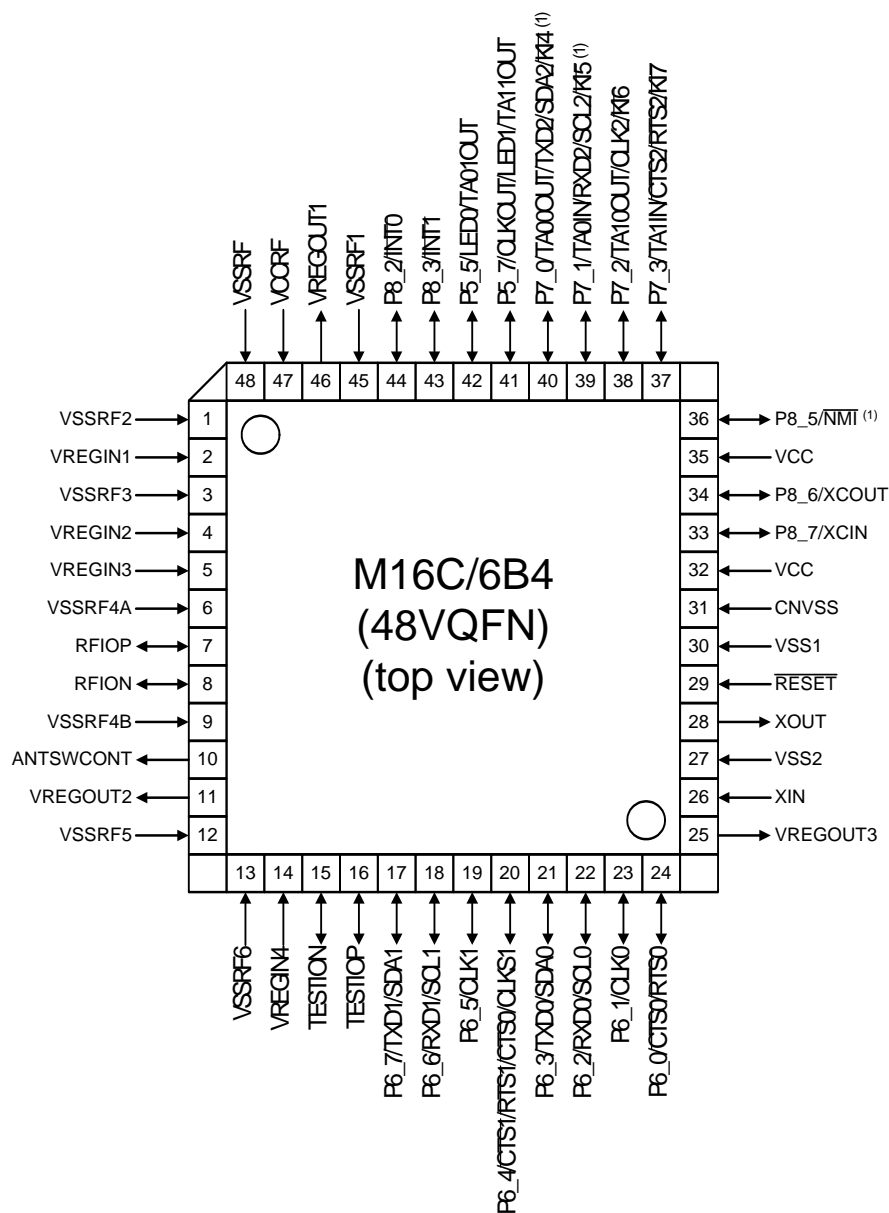 VSSRF
VCCRF
VREGOUT1
VSSRF1
P8_2/INT0
P8_3/INT1
P5_5/LED0/TA01OUT
P5_7/CLKOUT/LED1/TA11OUT
P7_0/TA00OUT/TXD2/SDA2/KI4 (1)
P7_1/TA0IN/RXD2/SCL2/KI5 (1)
P7_2/TA10OUT/CLK2/KI6
P7_3/TA1IN/CTS2/RTS2/KI7
48 47 46 45 44 43 42 41 40 39 38 37
VSSRF2 1
VREGIN1 2
VSSRF3 3
VREGIN2 4
VREGIN3 5
VSSRF4A 6
RFIOP 7
RFION 8
VSSRF4B 9
ANTSWCONT 10
VREGOUT2 11
VSSRF5 12
M16C/6B4
(48VQFN)
(top view)
36 P8_5/NMI (1)
35 VCC
34 P8_6/XCOUT
33 P8_7/XCIN
32 VCC
31 CNVSS
30 VSS1
29 RESET
28 XOUT
27 VSS2
26 XIN
25 VREGOUT3
13 14 15 16 17 18 19 20 21 22 23 24
VSSRF6
VREGIN4
TESTION
TESTIOP
P6_7/TXD1/SDA1
P6_6/RXD1/SCL1
P6_5/CLK1
P6_4/CTS1/RTS1/CTS0/CLKS1
P6_3/TXD0/SDA0
P6_2/RXD0/SCL0
P6_1/CLK0
P6_0/CTS0/RTS0